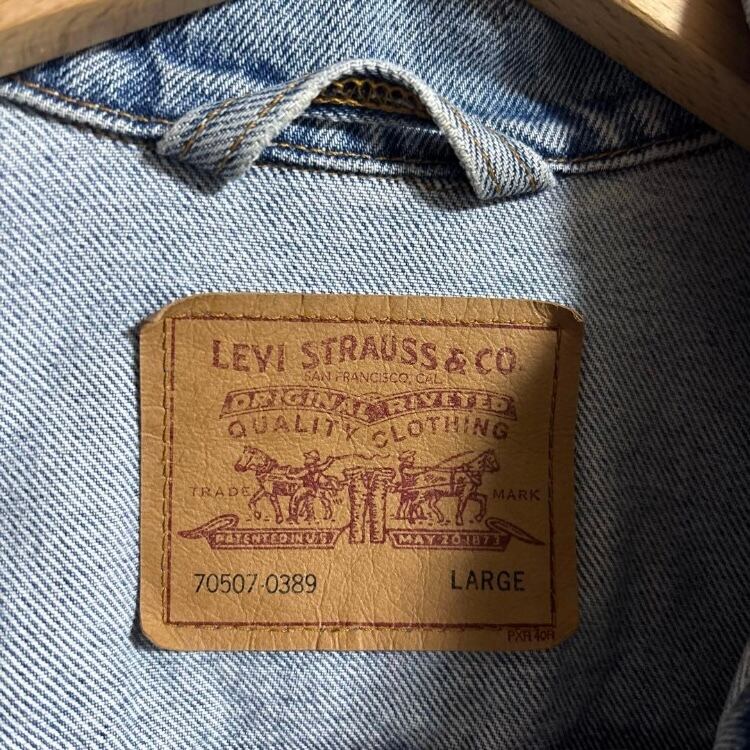 LEVI STRAUSS & CO.
SAN FRANCISCO, CAL.
ORIGINAL RIVETED
QUALITY CLOTHING
TRADE MARK
PATENTED IN U.S. MAY 20 1873
70507-0389 LARGE
PXR 40R